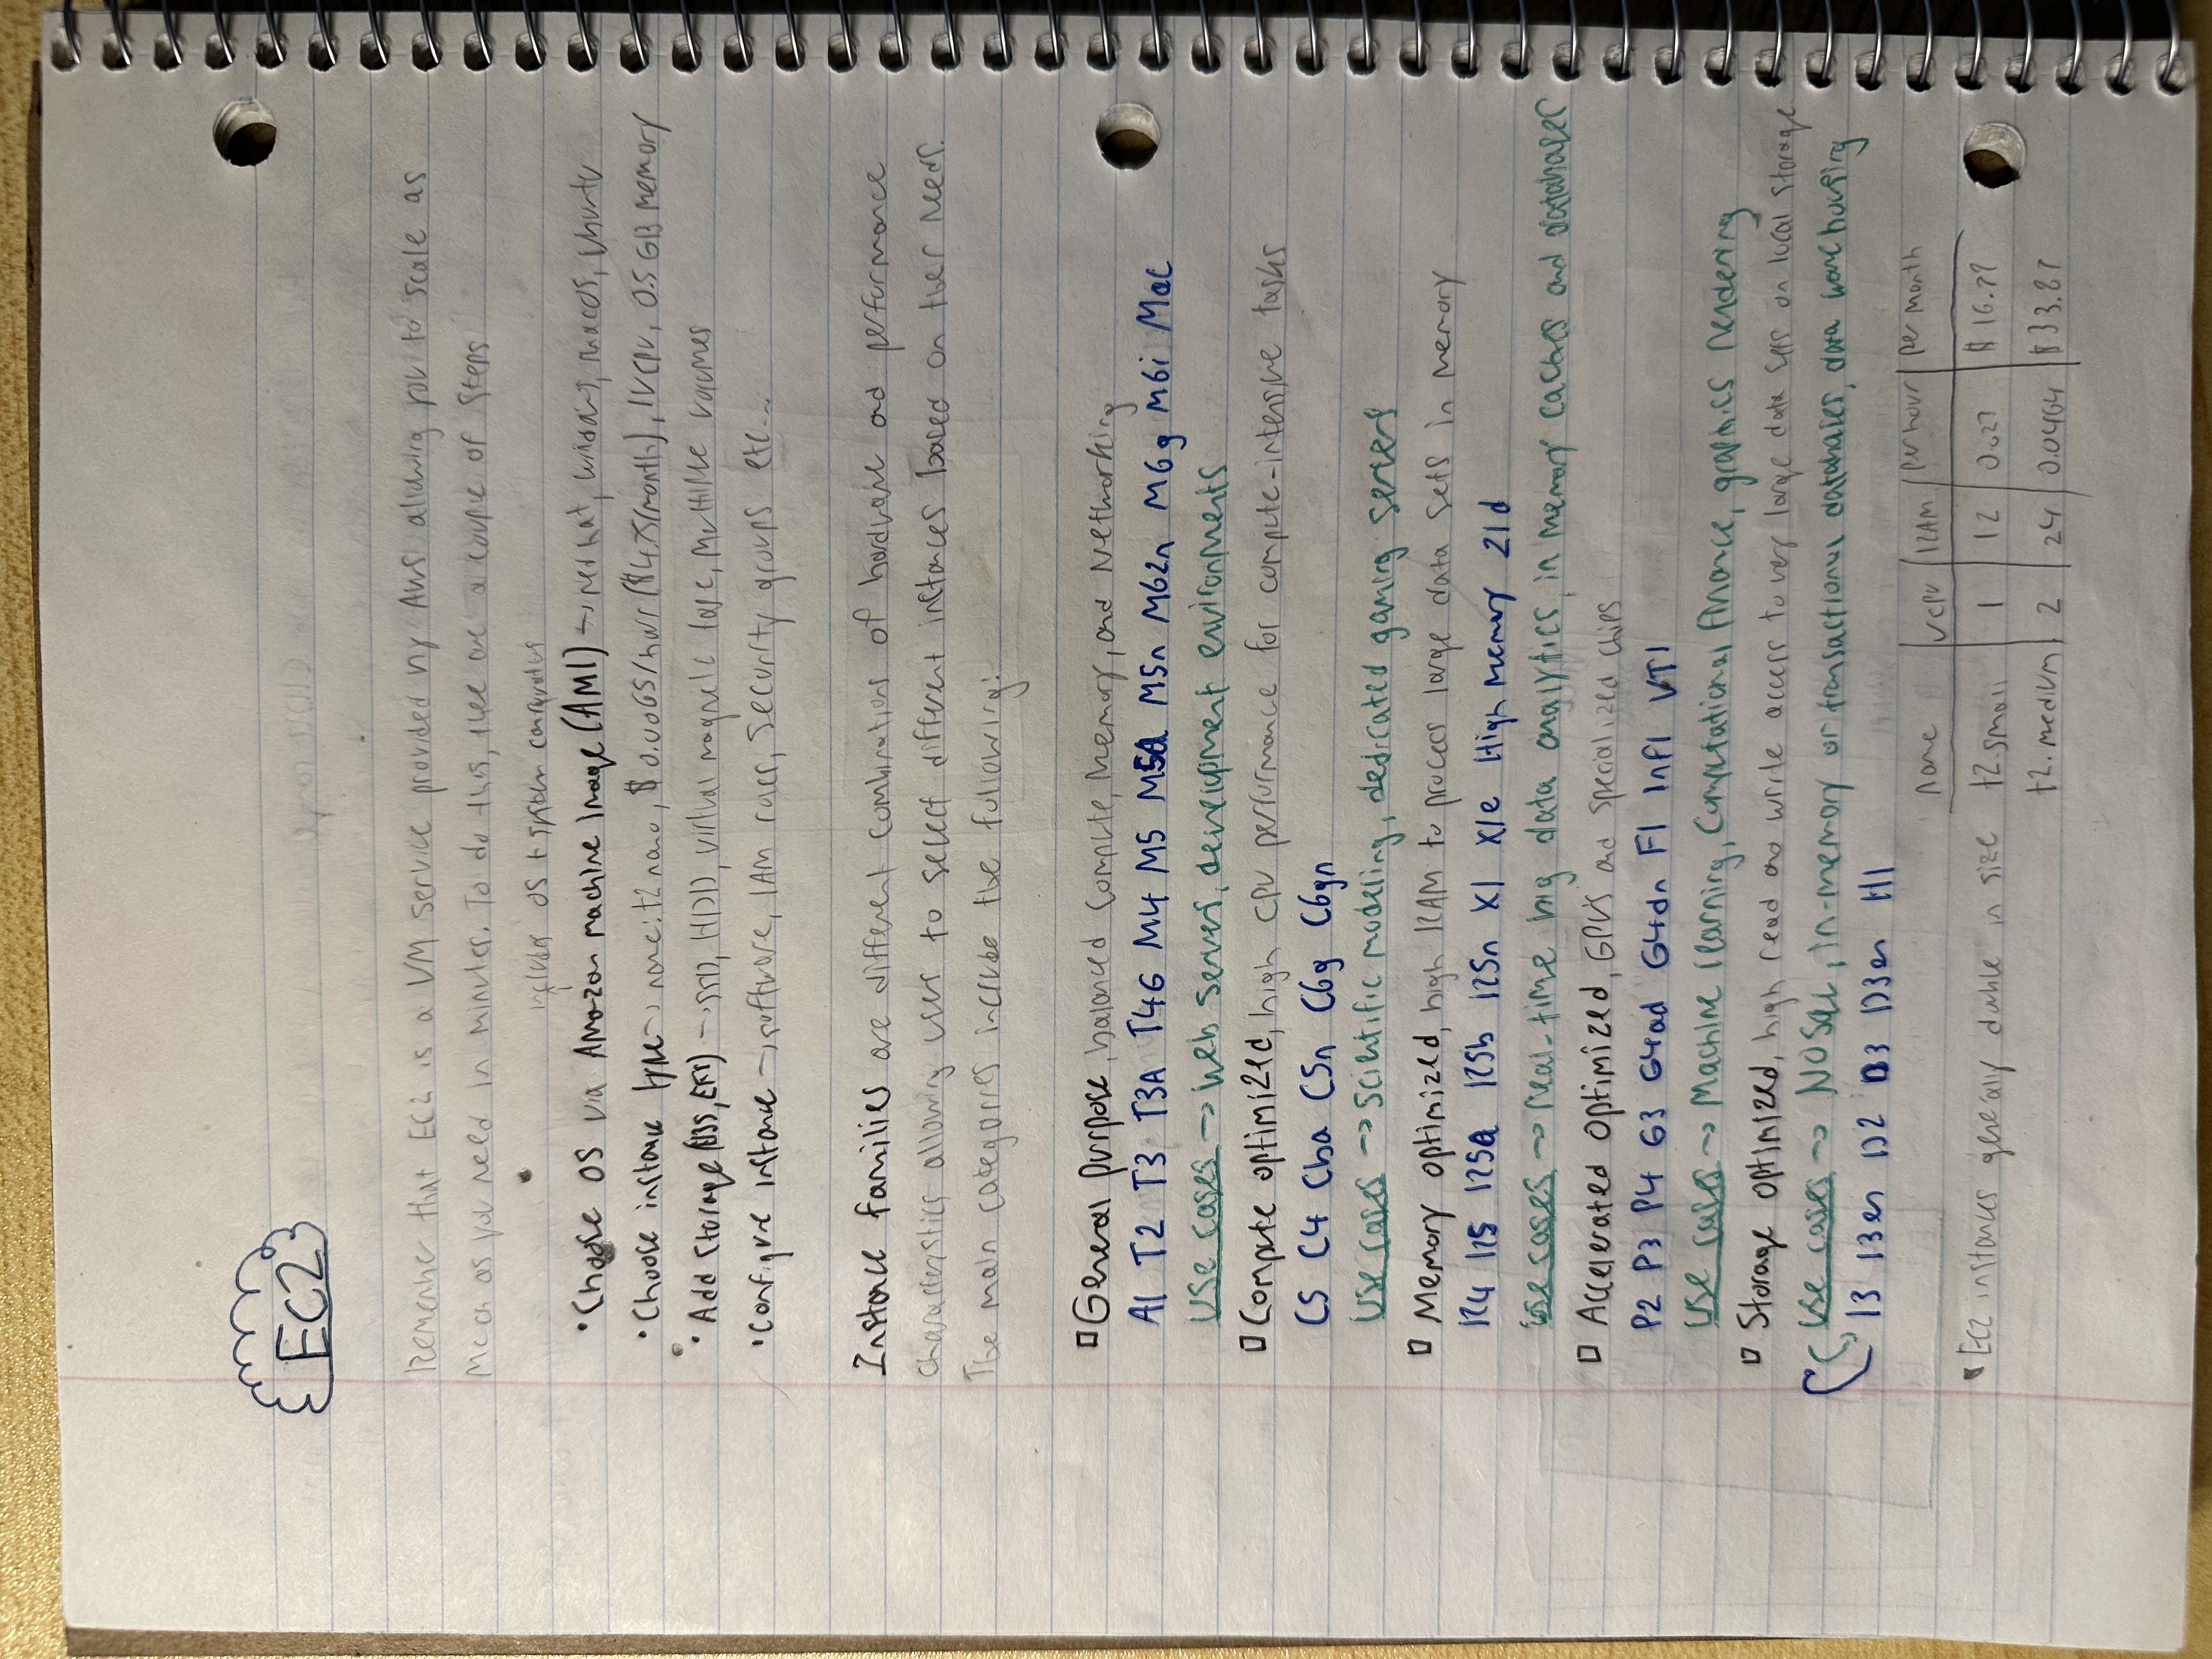 EC2
Remember that EC2 is a VM service provided by AWS allowing you to scale as
much as you need in minutes. To do this, there are a couple of steps
includes OS + system configuration
• Choose OS via Amazon machine image (AMI) → red hat, windows, macOS, Ubuntu
• Choose instance type → name: t2 nano, $0.0065/hour ($4.75/month), 1VCPU, 0.5 GB memory
• Add storage (EBS, EFS) → SSD, HDD, virtual magnetic tape, multiple volumes
• Configure instance → software, IAM roles, security groups etc...
Instance families are different combinations of hardware and performance
characteristics allowing users to select different instances based on their needs.
The main categories include the following:
□ General purpose, balanced compute, memory, and Networking
A1 T2 T3 T3A T4G M4 M5 M5a M5n M6zn M6g M6i Mac
Use cases → web server, development environments
□ Compute optimized, high CPU performance for compute-intensive tasks
C5 C4 Cba C5n C6g C6gn
Use cases → Scientific modeling, dedicated gaming servers
□ Memory optimized, high RAM to process large data sets in memory
R4 R5 R5a R5b R5n X1 X1e High memory z1d
Use cases → real-time big data analytics, in memory caches and databases
□ Accelerated optimized, GPU's and specialized chips
P2 P3 P4 G3 G4ad G4dn F1 Inf1 VT1
Use cases → Machine learning, Computational finance, graphics rendering
□ Storage optimized, high read and write access to very large data sets on local storage
Use cases → NOSQL, in-memory or transactional databases, data warehousing
I3 I3en D2 D3 D3en H1
name vCPU RAM per hour per month
• EC2 instances generally double in size t2.small 1 12 $16.
t2.medium 2 24 0.0464 $33.87